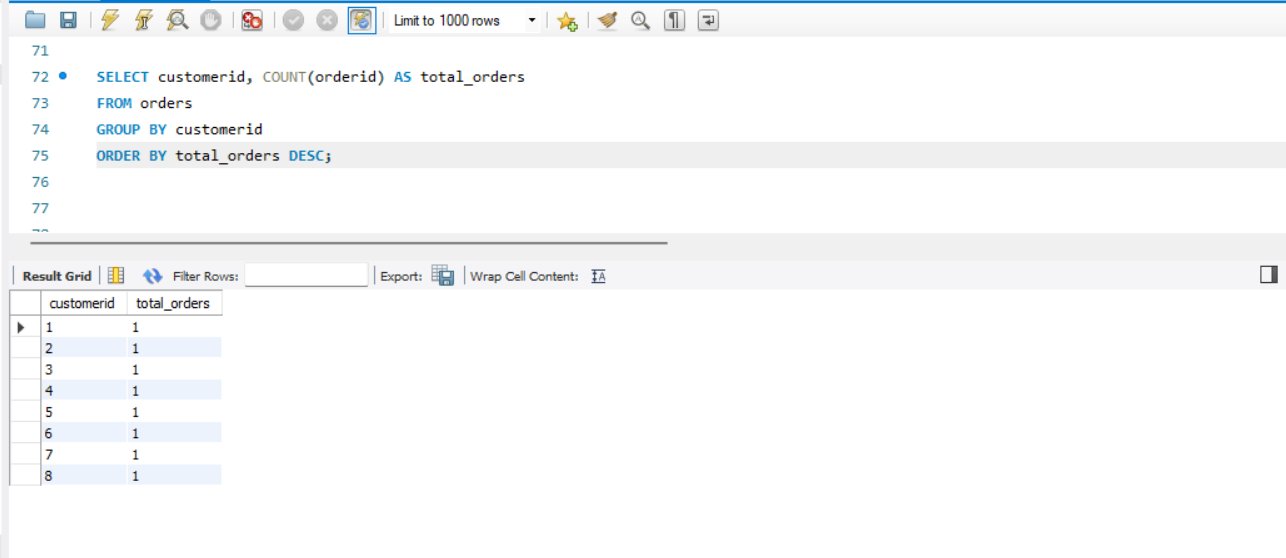 Limit to 1000 rows
71
72 SELECT customerid, COUNT(orderid) AS total_orders
73 FROM orders
74 GROUP BY customerid
75 ORDER BY total_orders DESC;
76
77
Result Grid Filter Rows: Export: Wrap Cell Content: IA
customerid total_orders
1 1
2 1
3 1
4 1
5 1
6 1
7 1
8 1